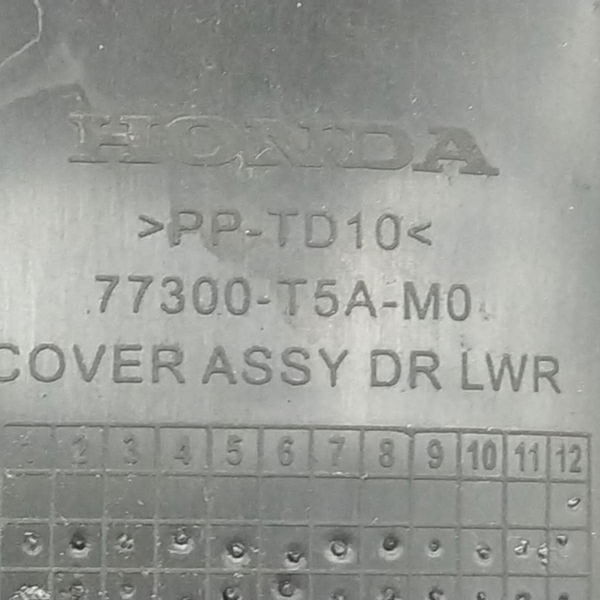 HONDA
>PP-TD10<
77300-T5A-M0
COVER ASSY DR LWR
1 2 3 4 5 6 7 8 9 10 11 12